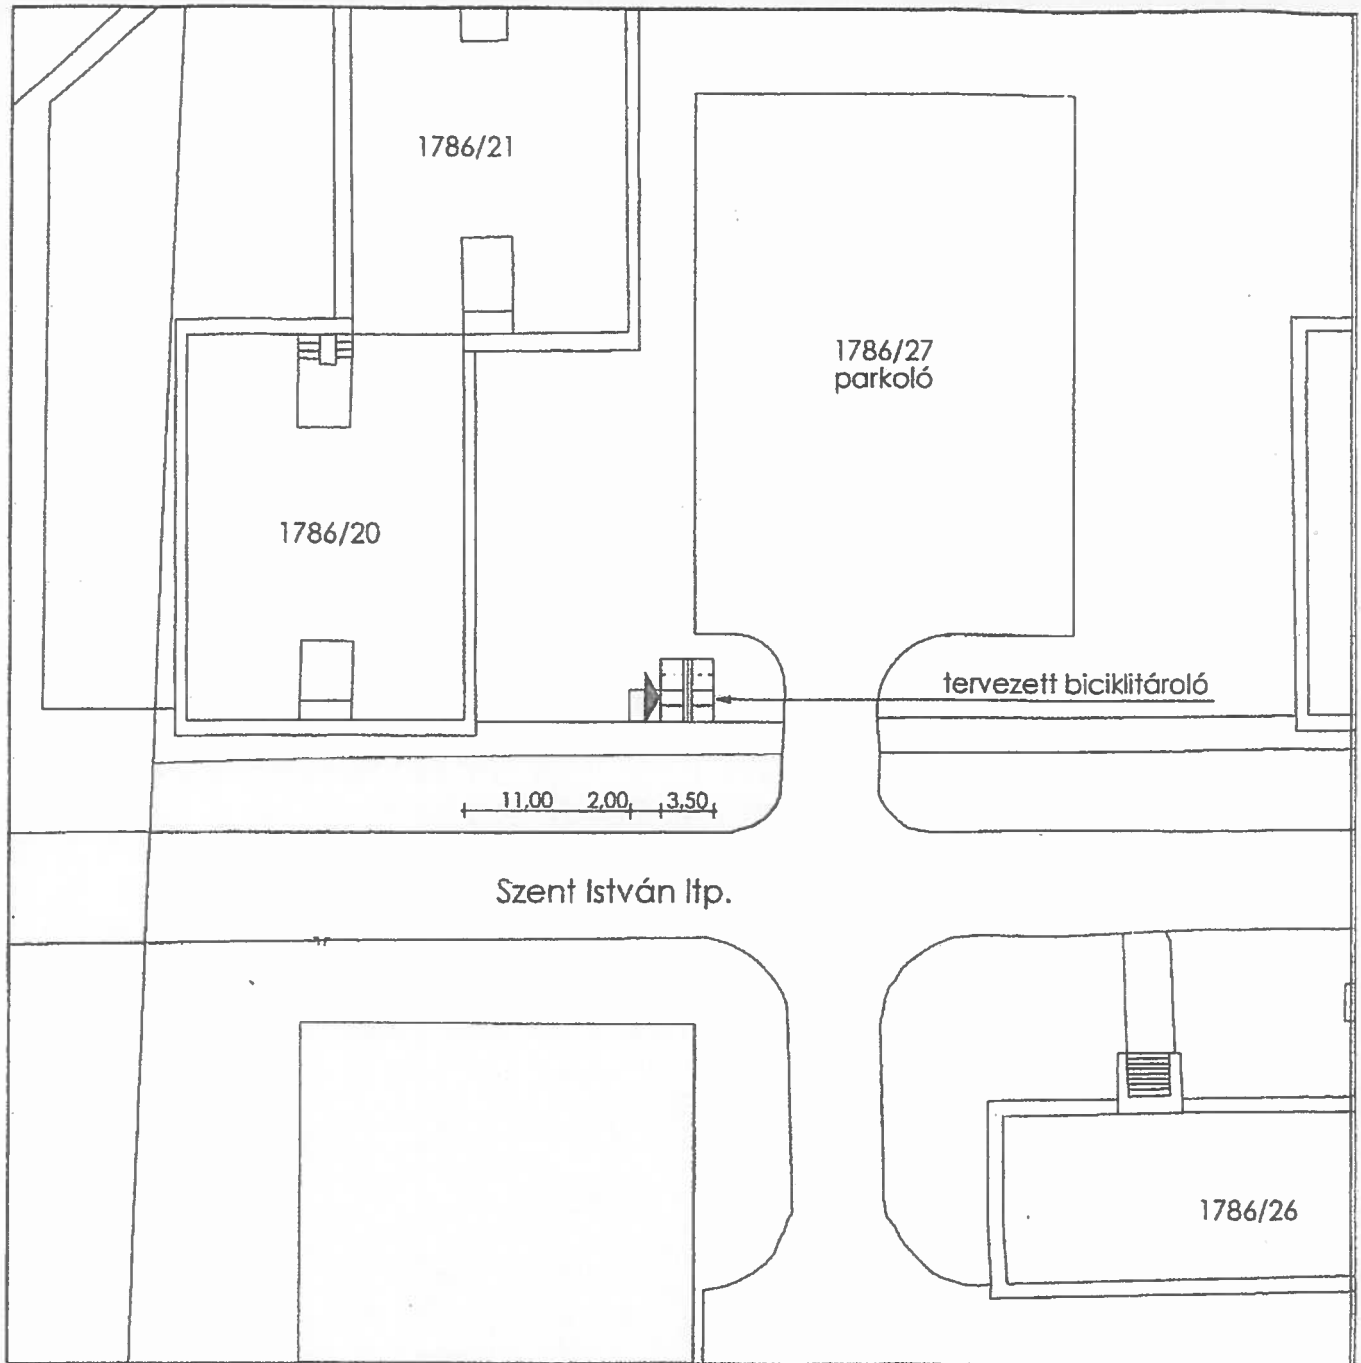 1786/21
1786/27
parkoló
1786/20
tervezett biciklitároló
11,00 2,00 3,50
Szent István ltp.
1786/26